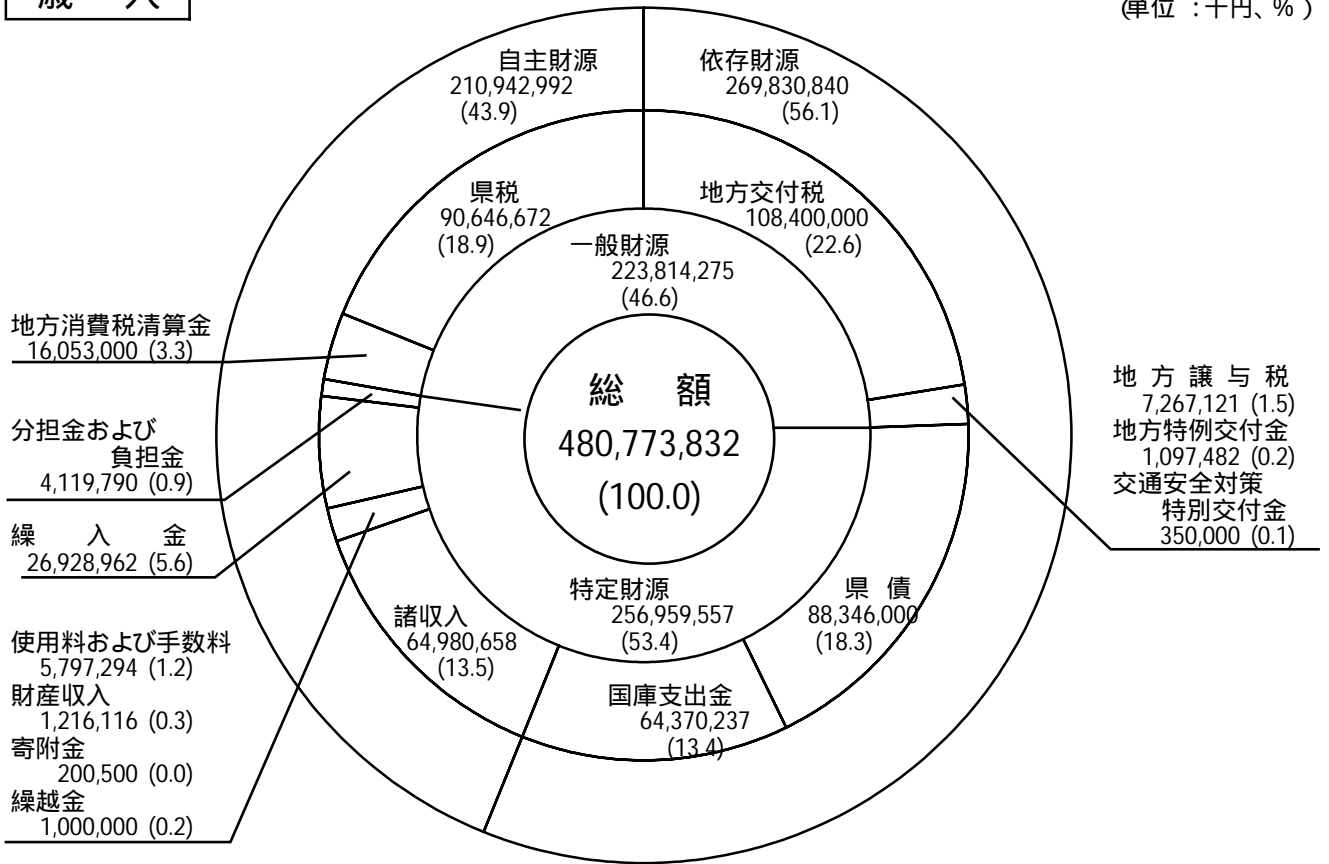 歳 入
(単位 :千円、% )
自主財源
210,942,992
(43.9)
依存財源
269,830,840
(56.1)
県税
90,646,672
(18.9)
地方交付税
108,400,000
(22.6)
一般財源
223,814,275
(46.6)
地方消費税清算金
16,053,000 (3.3)
分担金および
負担金
4,119,790 (0.9)
繰 入 金
26,928,962 (5.6)
使用料および手数料
5,797,294 (1.2)
財産収入
1,216,116 (0.3)
寄附金
200,500 (0.0)
繰越金
1,000,000 (0.2)
総 額
480,773,832
(100.0)
地 方 譲 与 税
7,267,121 (1.5)
地方特例交付金
1,097,482 (0.2)
交通安全対策
特別交付金
350,000 (0.1)
特定財源
256,959,557
(53.4)
諸収入
64,980,658
(13.5)
県 債
88,346,000
(18.3)
国庫支出金
64,370,237
(13.4)